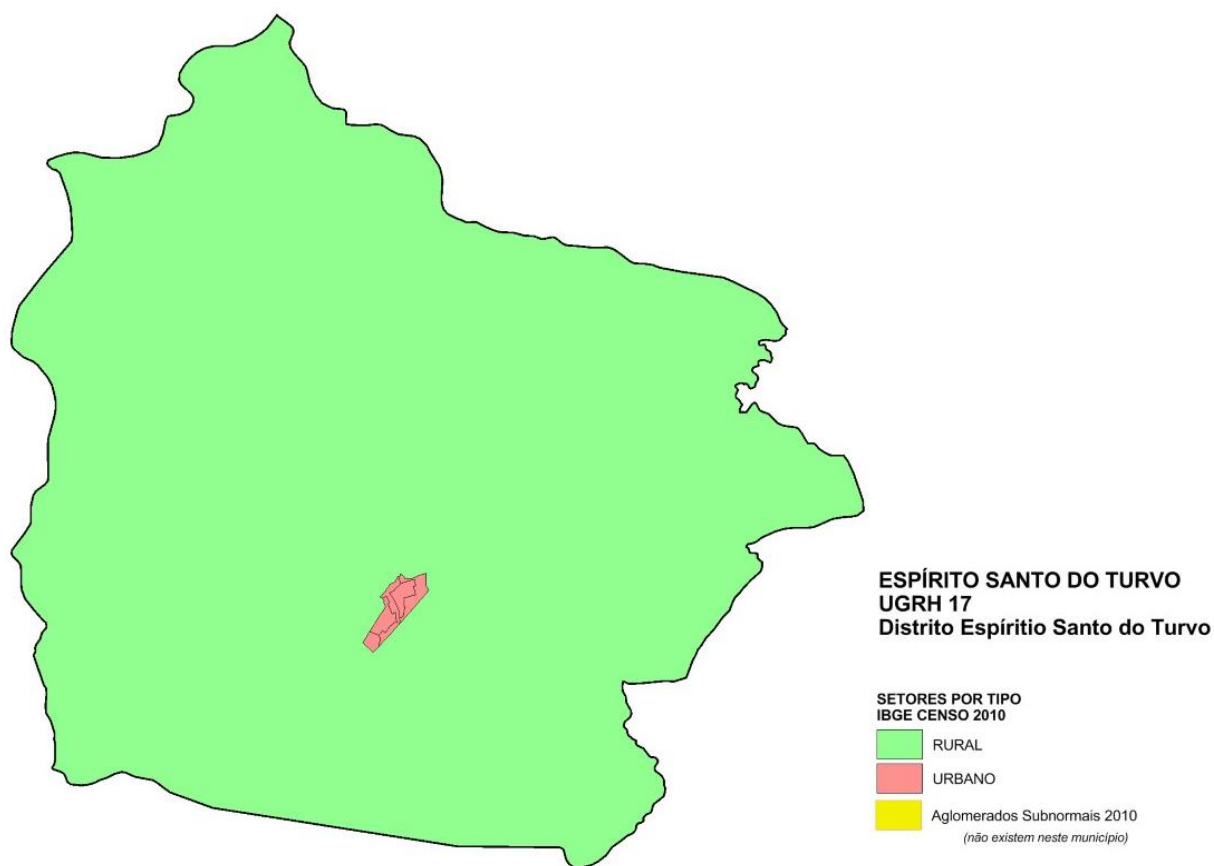 ESPÍRITO SANTO DO TURVO
UGRH 17
Distrito Espíritio Santo do Turvo
SETORES POR TIPO
IBGE CENSO 2010
RURAL
URBANO
Aglomerados Subnormais 2010
(não existem neste município)